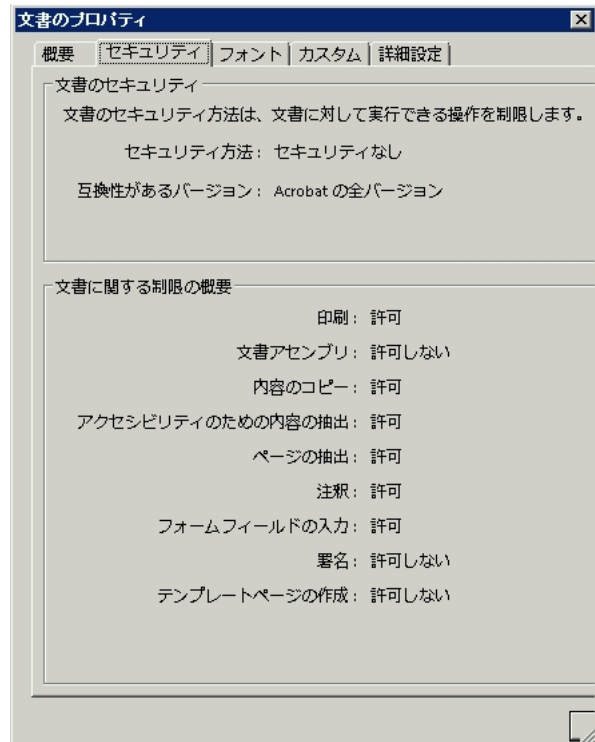 文書のプロパティ
概要 セキュリティ フォント カスタム 詳細設定
文書のセキュリティ
文書のセキュリティ方法は、文書に対して実行できる操作を制限します。
セキュリティ方法： セキュリティなし
互換性があるバージョン： Acrobat の全バージョン
文書に関する制限の概要
印刷： 許可
文書アセンブリ： 許可しない
内容のコピー： 許可
アクセシビリティのための内容の抽出： 許可
ページの抽出： 許可
注釈： 許可
フォームフィールドの入力： 許可
署名： 許可しない
テンプレートページの作成： 許可しない